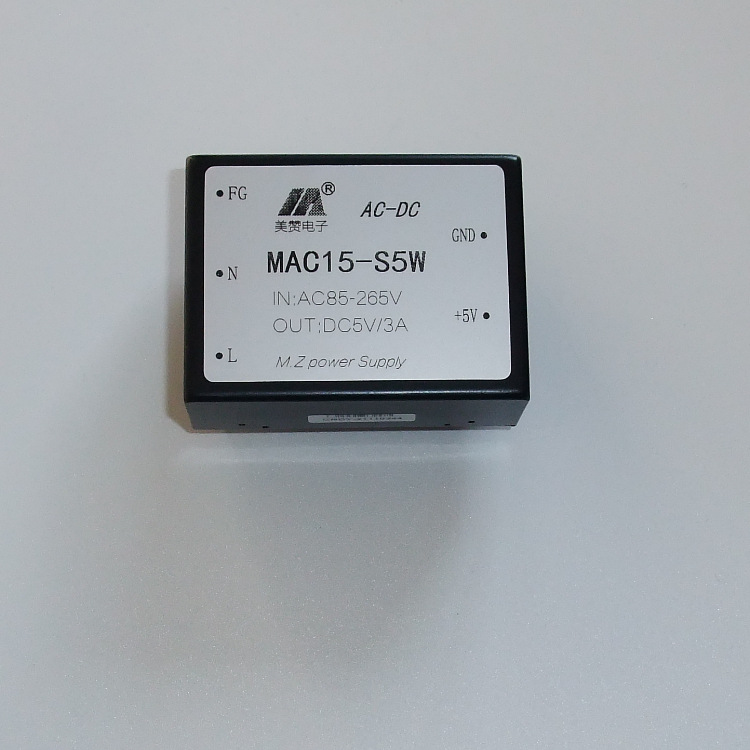 FG
®
AC-DC
美赞电子
GND
MAC15-S5W
N
IN:AC85-265V
+5V
OUT:DC5V/3A
L
M.Z power Supply